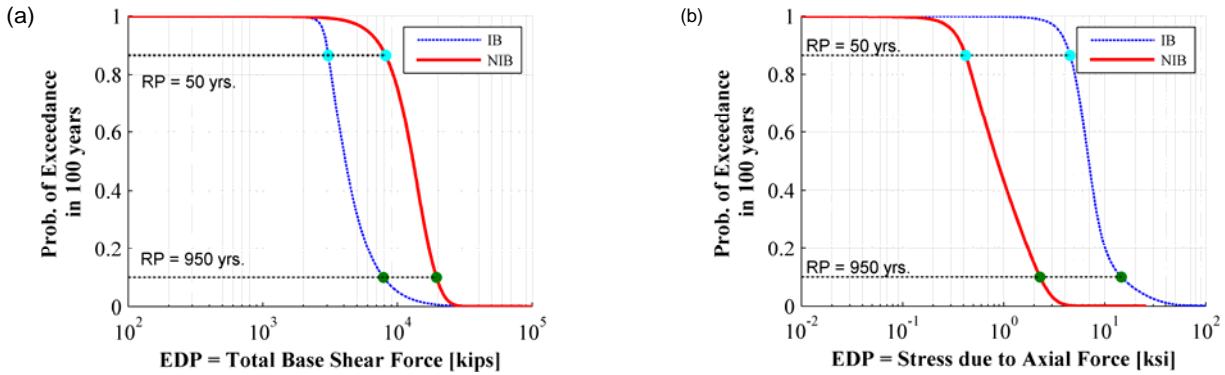 (a)
Prob. of Exceedance
in 100 years
1
0.8
0.6
0.4
0.2
0
RP = 50 yrs.
RP = 950 yrs.
IB
NIB
10^2
10^3
10^4
10^5
EDP = Total Base Shear Force [kips]
(b)
Prob. of Exceedance
in 100 years
1
0.8
0.6
0.4
0.2
0
RP = 50 yrs.
RP = 950 yrs.
IB
NIB
10^-2
10^-1
10^0
10^1
10^2
EDP = Stress due to Axial Force [ksi]